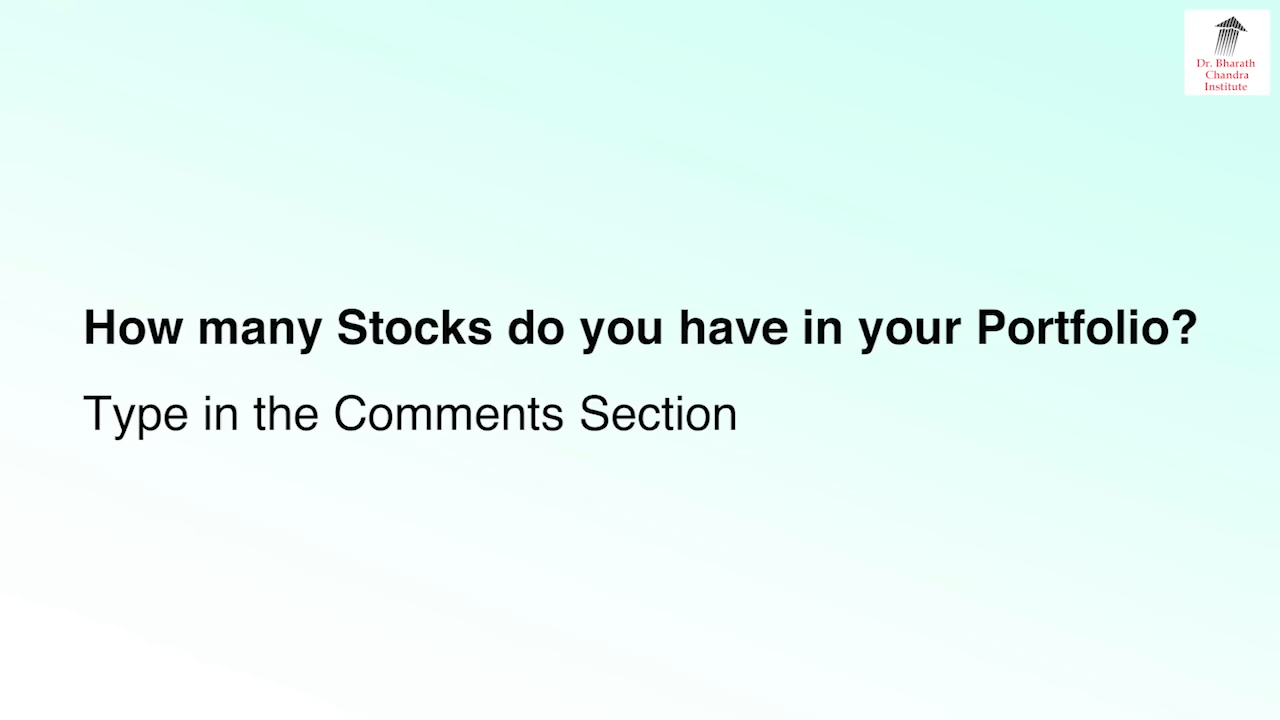 Dr. Bharath
Chandra
Institute
How many Stocks do you have in your Portfolio?
Type in the Comments Section